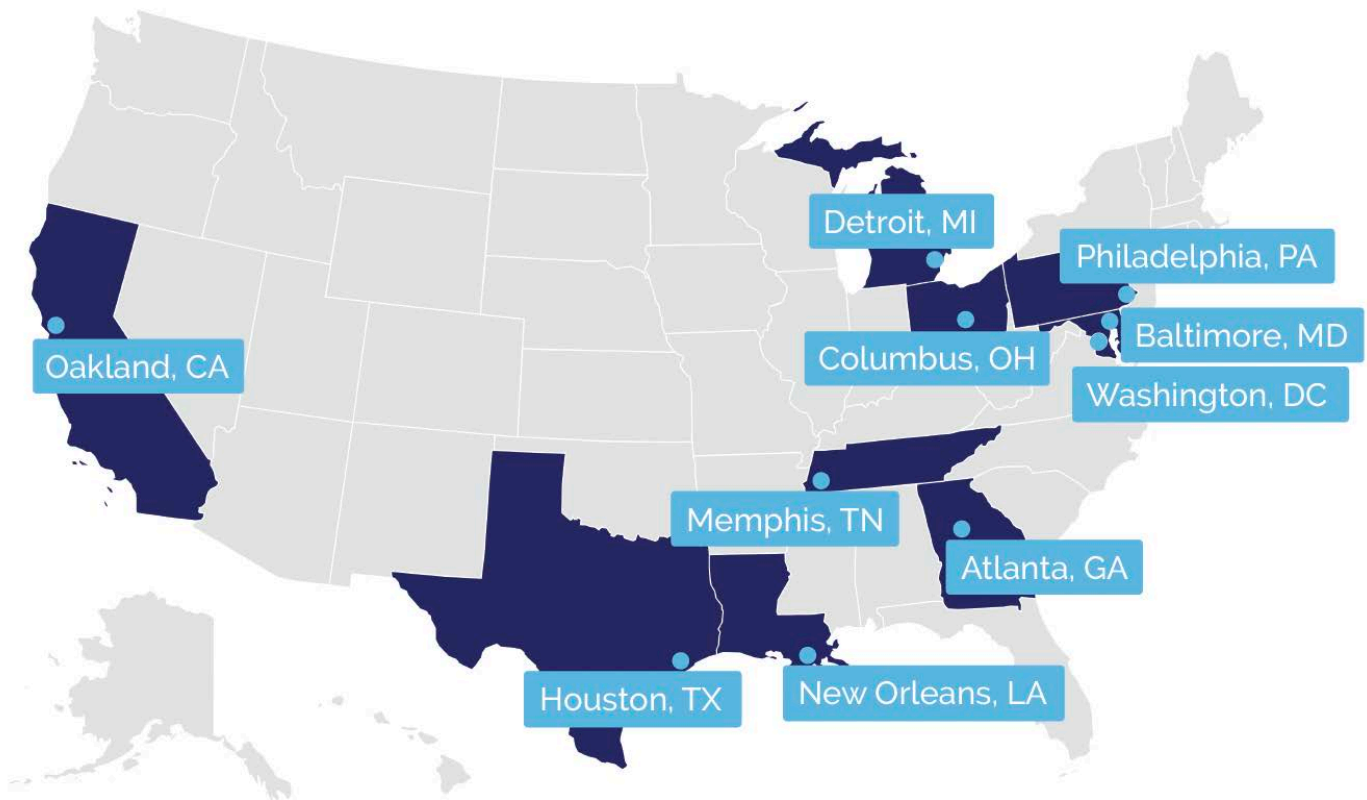 Detroit, MI
Philadelphia, PA
Baltimore, MD
Oakland, CA
Columbus, OH
Washington, DC
Memphis, TN
Atlanta, GA
Houston, TX
New Orleans, LA